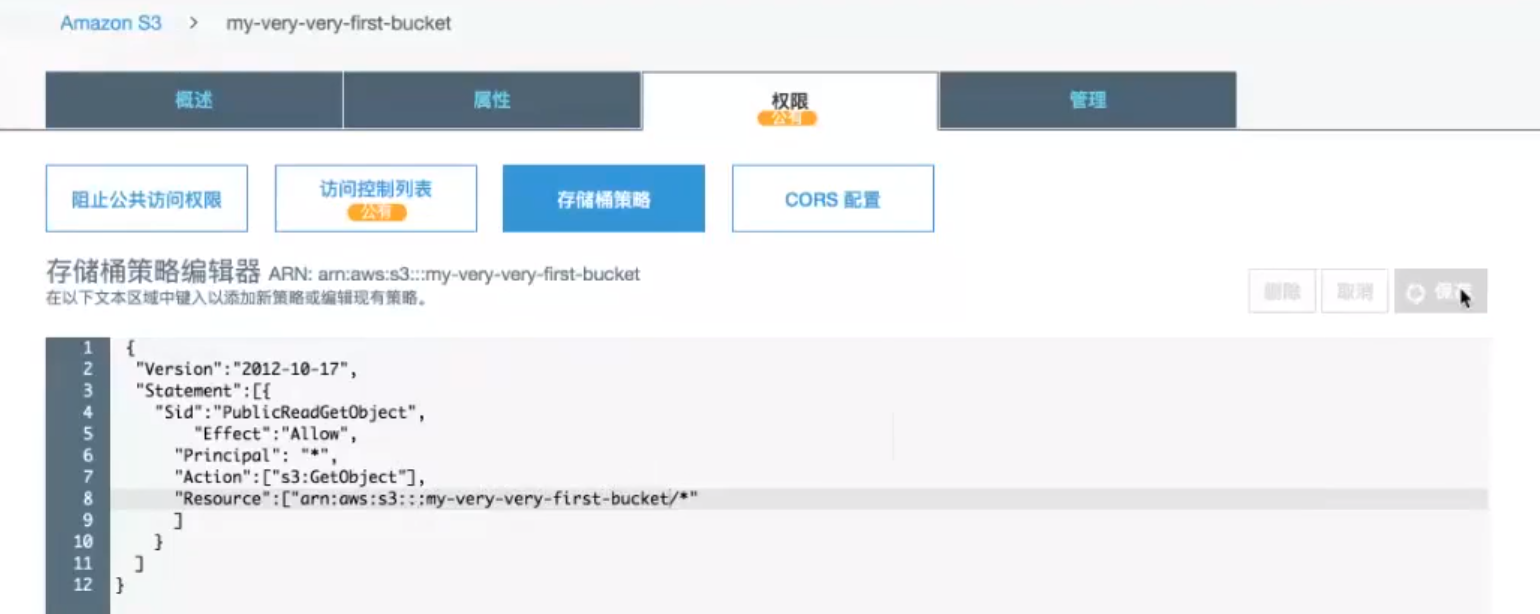 Amazon S3 > my-very-very-first-bucket
概述 属性 权限 管理
公有
阻止公共访问权限 访问控制列表 存储桶策略 CORS 配置
公有
存储桶策略编辑器 ARN: arn:aws:s3:::my-very-very-first-bucket
在以下文本区域中键入以添加新策略或编辑现有策略。
删除 取消 保存
1 {
2 "Version":"2012-10-17",
3 "Statement":[{
4 "Sid":"PublicReadGetObject",
5 "Effect":"Allow",
6 "Principal": "*",
7 "Action":["s3:GetObject"],
8 "Resource":["arn:aws:s3:::my-very-very-first-bucket/*"
9 ]
10 }
11 ]
12 }